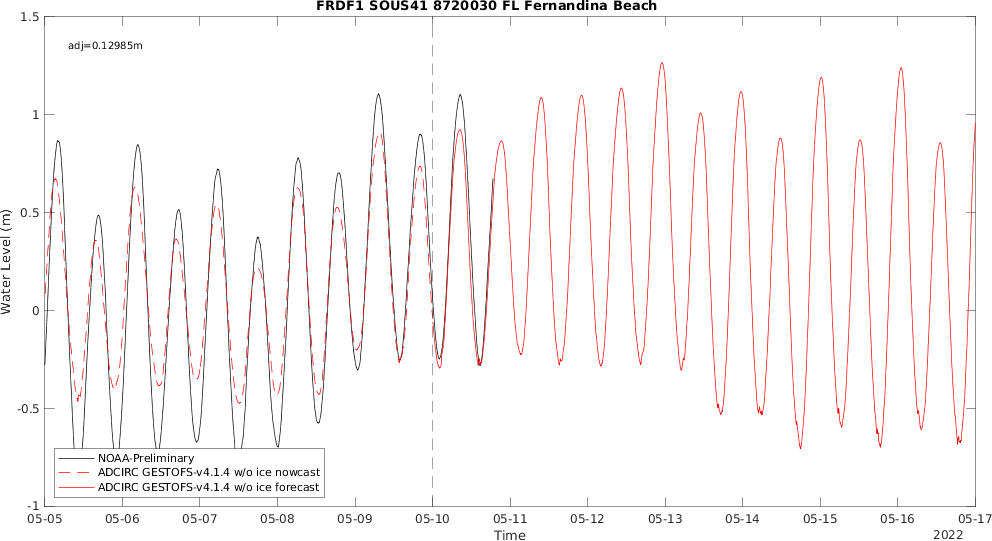 FRDF1 SOUS41 8720030 FL Fernandina Beach
adj=0.12985m
1.5
1
0.5
0
-0.5
-1
Water Level (m)
NOAA-Preliminary
ADCIRC GESTOFS-v4.1.4 w/o ice nowcast
ADCIRC GESTOFS-v4.1.4 w/o ice forecast
05-05 05-06 05-07 05-08 05-09 05-10 05-11 05-12 05-13 05-14 05-15 05-16 05-17
Time
2022